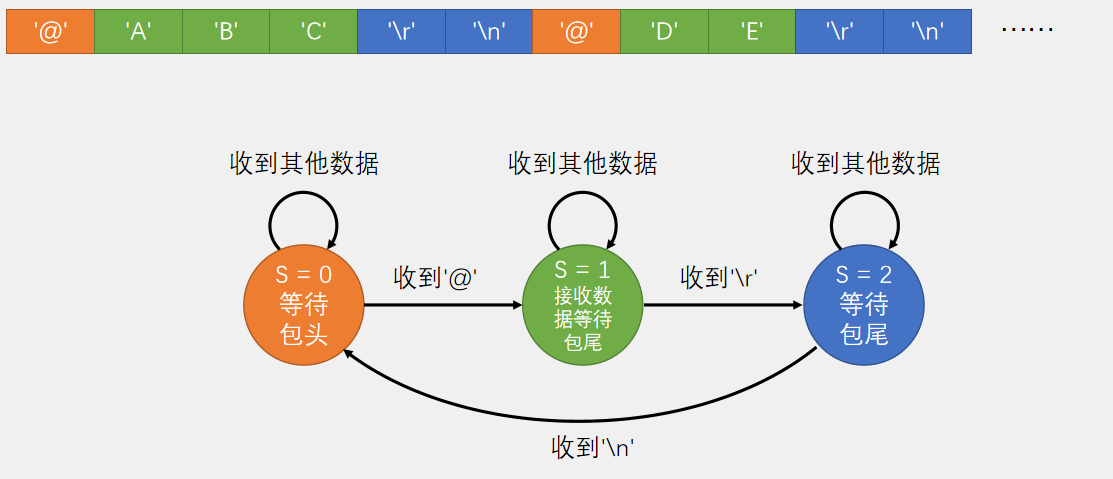 '@' 'A' 'B' 'C' '\r' '\n' '@' 'D' 'E' '\r' '\n' ……
收到其他数据 收到其他数据 收到其他数据
S = 0
等待
包头
收到'@'
S = 1
接收数
据等待
包尾
收到'\r'
S = 2
等待
包尾
收到'\n'